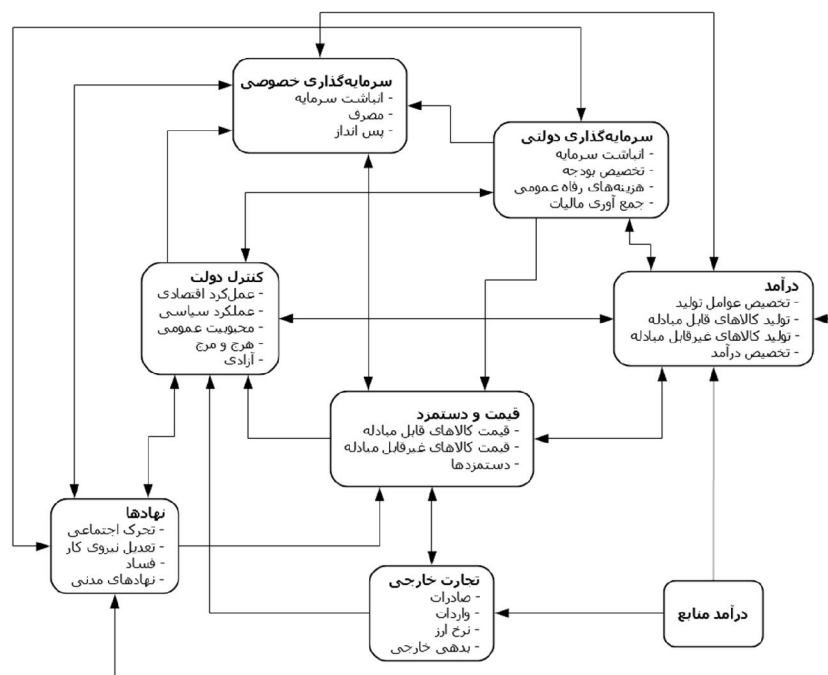 سرمایه‌گذاری خصوصی
- انباشت سرمایه
- مصرف
- پس انداز
سرمایه‌گذاری دولتی
- انباشت سرمایه
- تخصیص بودجه
- هزینه‌های رفاه عمومی
- جمع آوری مالیات
کنترل دولت
- عمل‌کرد اقتصادی
- عملکرد سیاسی
- محبوبیت عمومی
- هرج و مرج
- آزادی
درآمد
- تخصیص عوامل تولید
- تولید کالاهای قابل مبادله
- تولید کالاهای غیرقابل مبادله
- تخصیص درآمد
قیمت و دستمزد
- قیمت کالاهای قابل مبادله
- قیمت کالاهای غیرقابل مبادله
- دستمزدها
نهادها
- تحرک اجتماعی
- تعدیل نیروی کار
- فساد
- نهادهای مدنی
تجارت خارجی
- صادرات
- واردات
- نرخ ارز
- بدهی خارجی
درآمد منابع